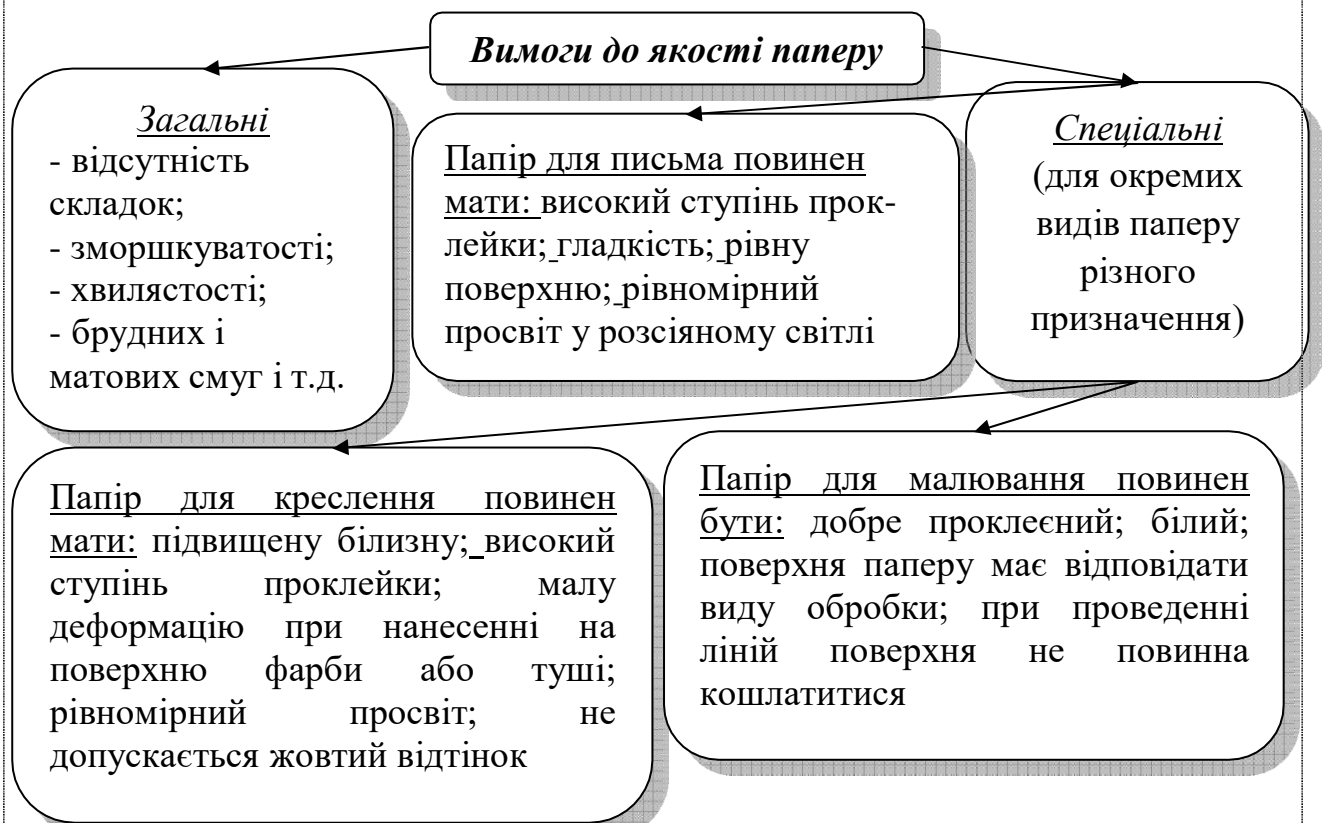 Вимоги до якості паперу
Загальні
- відсутність
складок;
- зморшкуватості;
- хвилястості;
- брудних і
матових смуг і т.д.
Папір для письма повинен
мати: високий ступінь прок-
лейки; гладкість; рівну
поверхню; рівномірний
просвіт у розсіяному світлі
Спеціальні
(для окремих
видів паперу
різного
призначення)
Папір для креслення повинен
мати: підвищену білизну; високий
ступінь проклейки; малу
деформацію при нанесенні на
поверхню фарби або туші;
рівномірний просвіт; не
допускається жовтий відтінок
Папір для малювання повинен
бути: добре проклеєний; білий;
поверхня паперу має відповідати
виду обробки; при проведенні
ліній поверхня не повинна
кошлатитися